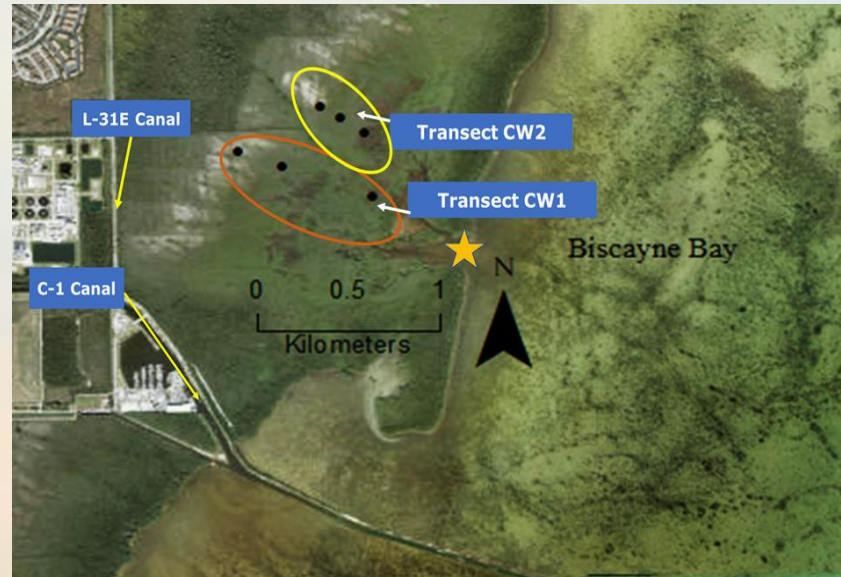 L-31E Canal
Transect CW2
Transect CW1
Biscayne Bay
N
C-1 Canal
0 0.5 1
Kilometers